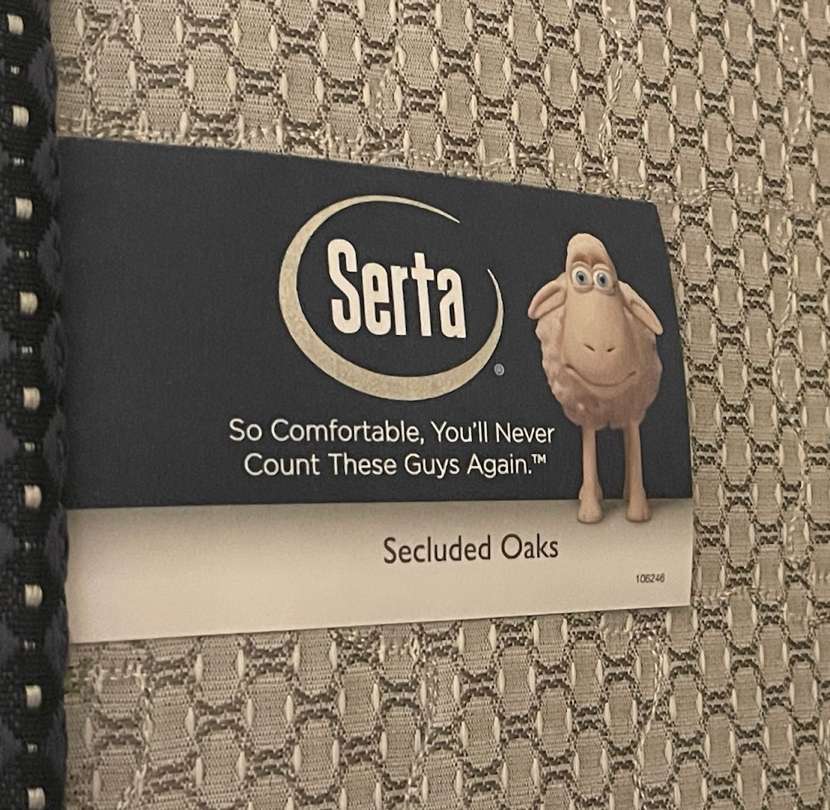 Serta®
So Comfortable, You'll Never
Count These Guys Again.™
Secluded Oaks
106246